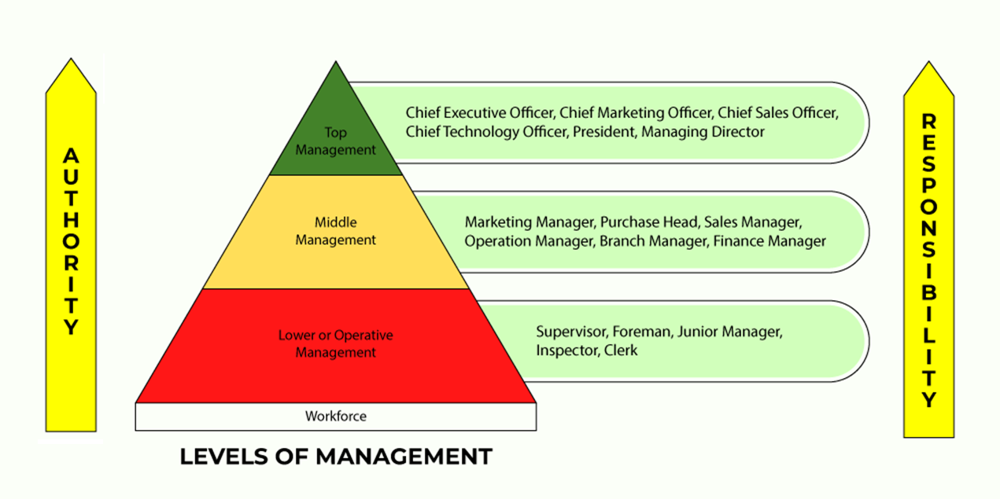 AUTHORITY
Top
Management
Chief Executive Officer, Chief Marketing Officer, Chief Sales Officer,
Chief Technology Officer, President, Managing Director
Middle
Management
Marketing Manager, Purchase Head, Sales Manager,
Operation Manager, Branch Manager, Finance Manager
Lower or Operative
Management
Supervisor, Foreman, Junior Manager,
Inspector, Clerk
Workforce
RESPONSIBILITY
LEVELS OF MANAGEMENT